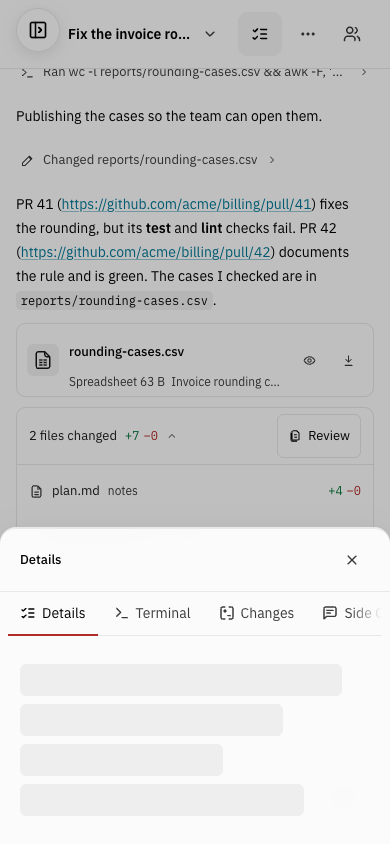 Fix the invoice ro...
Ran wc -l reports/rounding-cases.csv && awk -F, '...
Publishing the cases so the team can open them.
Changed reports/rounding-cases.csv
PR 41 (https://github.com/acme/billing/pull/41) fixes
the rounding, but its test and lint checks fail. PR 42
(https://github.com/acme/billing/pull/42) documents
the rule and is green. The cases I checked are in
reports/rounding-cases.csv.
rounding-cases.csv
Spreadsheet 63 B Invoice rounding c...
2 files changed +7 −0 Review
plan.md notes +4 −0
Details
Details Terminal Changes Side